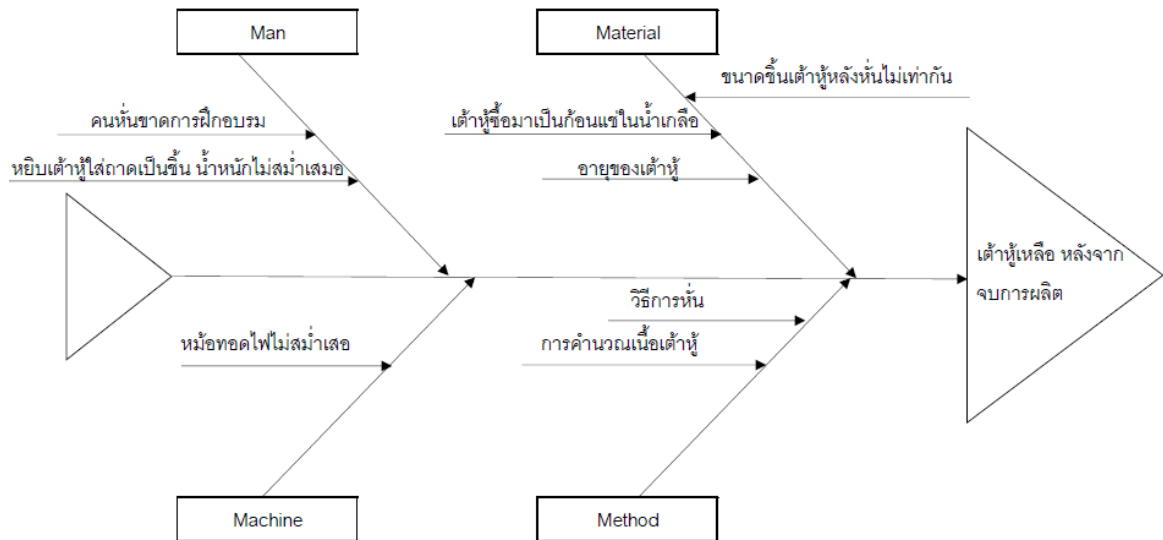 Man
Material
ขนาดชิ้นเต้าหู้หลังหั่นไม่เท่ากัน
คนหั่นขาดการฝึกอบรม
เต้าหู้ซื้อมาเป็นก้อนแช่ในน้ำเกลือ
หยิบเต้าหู้ใส่ถาดเป็นชิ้น น้ำหนักไม่สม่ำเสมอ
อายุของเต้าหู้
เต้าหู้เหลือ หลังจาก
จบการผลิต
วิธีการหั่น
หม้อทอดไฟไม่สม่ำเสอ
การคำนวณเนื้อเต้าหู้
Machine
Method